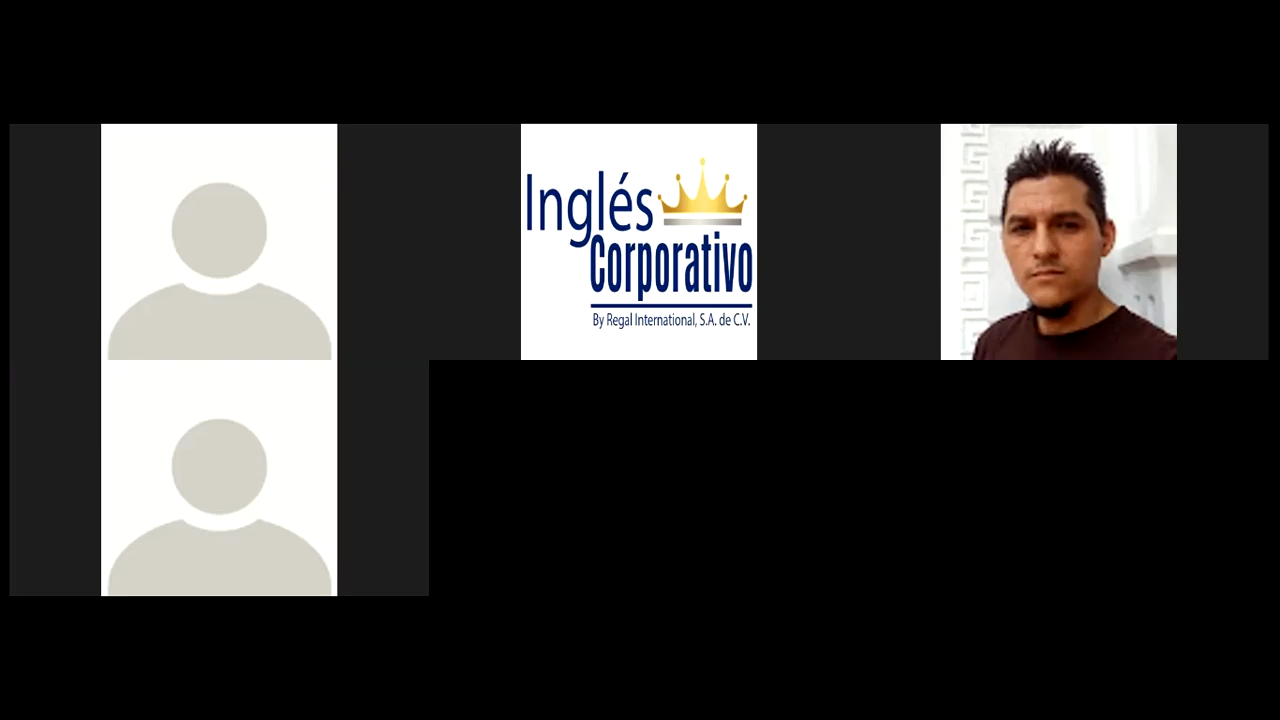 Inglés
Corporativo
By Regal International, S.A. de C.V.